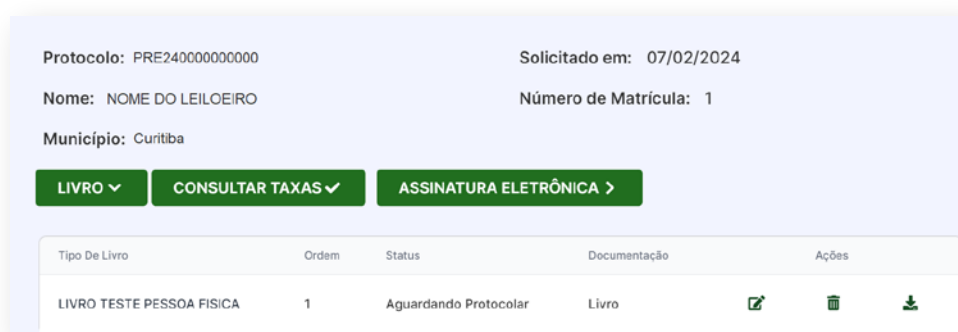 Protocolo: PRE240000000000 Solicitado em: 07/02/2024
Nome: NOME DO LEILOEIRO Número de Matrícula: 1
Município: Curitiba
LIVRO CONSULTAR TAXAS ASSINATURA ELETRÔNICA
Tipo De Livro Ordem Status Documentação Ações
LIVRO TESTE PESSOA FISICA 1 Aguardando Protocolar Livro